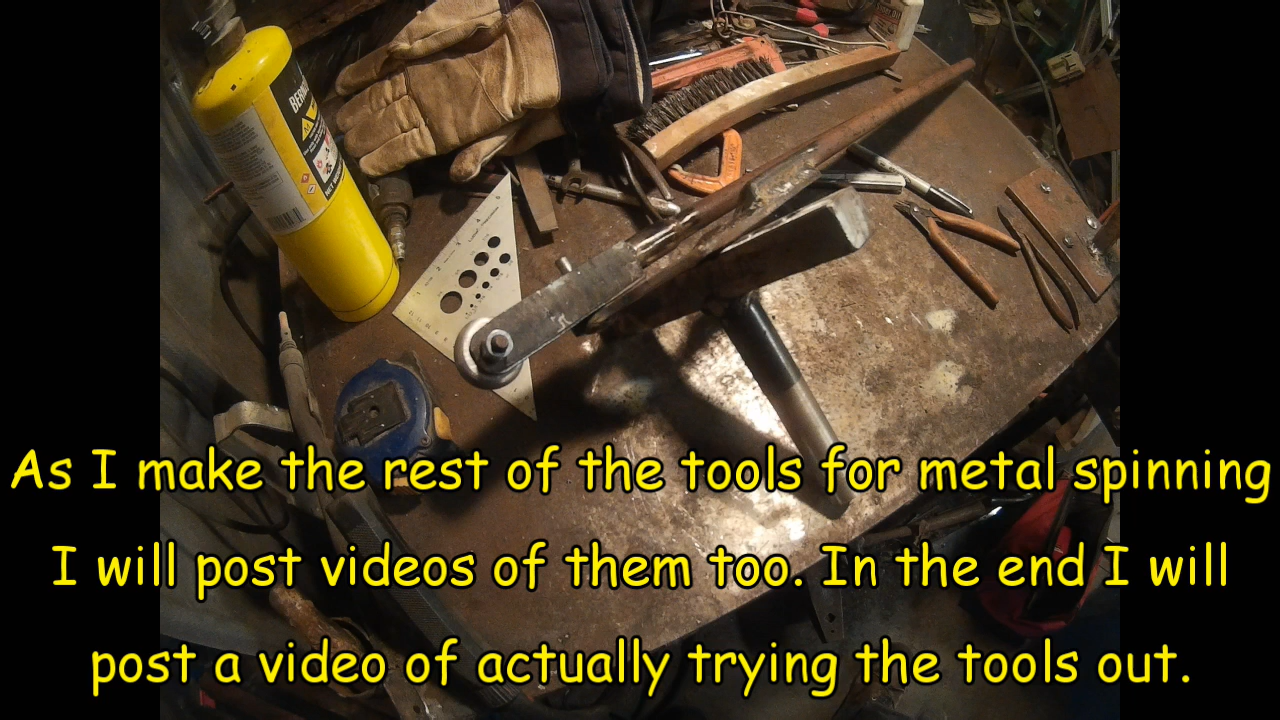 BERN
As I make the rest of the tools for metal spinning
I will post videos of them too. In the end I will
post a video of actually trying the tools out.